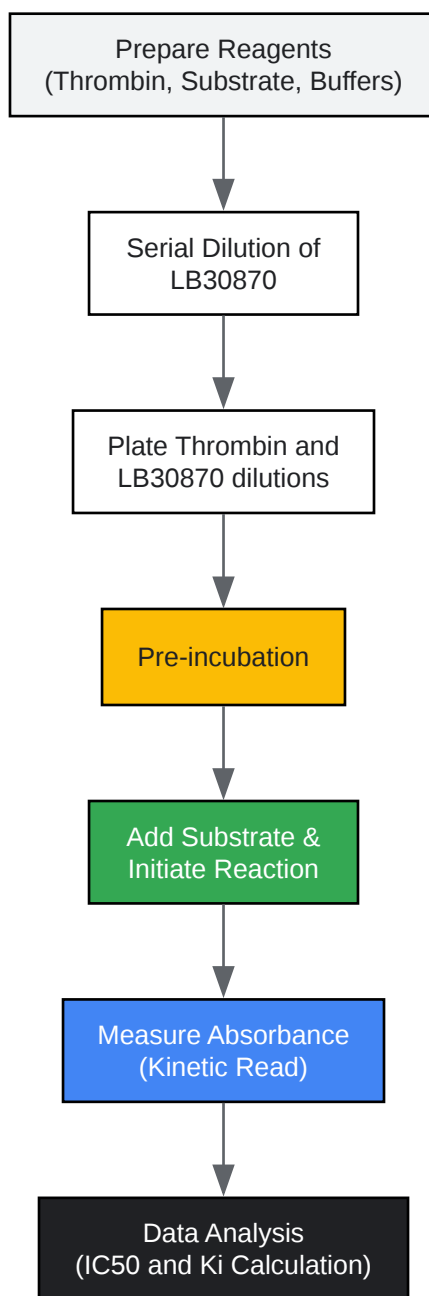 Prepare Reagents
(Thrombin, Substrate, Buffers)
Serial Dilution of
LB30870
Plate Thrombin and
LB30870 dilutions
Pre-incubation
Add Substrate &
Initiate Reaction
Measure Absorbance
(Kinetic Read)
Data Analysis
(IC50 and Ki Calculation)